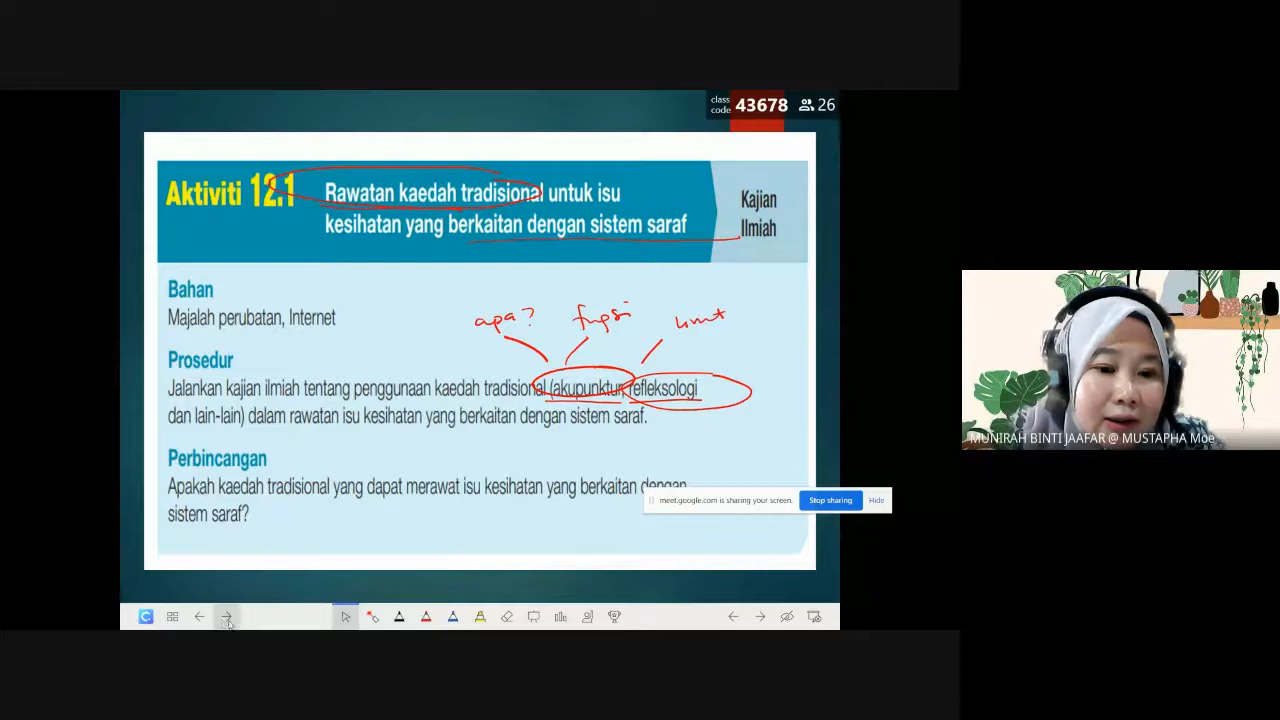 class
code 43678 26
Aktiviti 12.1
Rawatan kaedah tradisional untuk isu
kesihatan yang berkaitan dengan sistem saraf
Kajian
Ilmiah
Bahan
Majalah perubatan, Internet
apa?
Prosedur
Jalankan kajian ilmiah tentang penggunaan kaedah tradisional (akupunktur, refleksologi
dan lain-lain) dalam rawatan isu kesihatan yang berkaitan dengan sistem saraf.
Perbincangan
Apakah kaedah tradisional yang dapat merawat isu kesihatan yang berkaitan dengan
sistem saraf?
meet.google.com is sharing your screen. Stop sharing Hide
MUNIRAH BINTI JAAFAR @ MUSTAPHA Moe